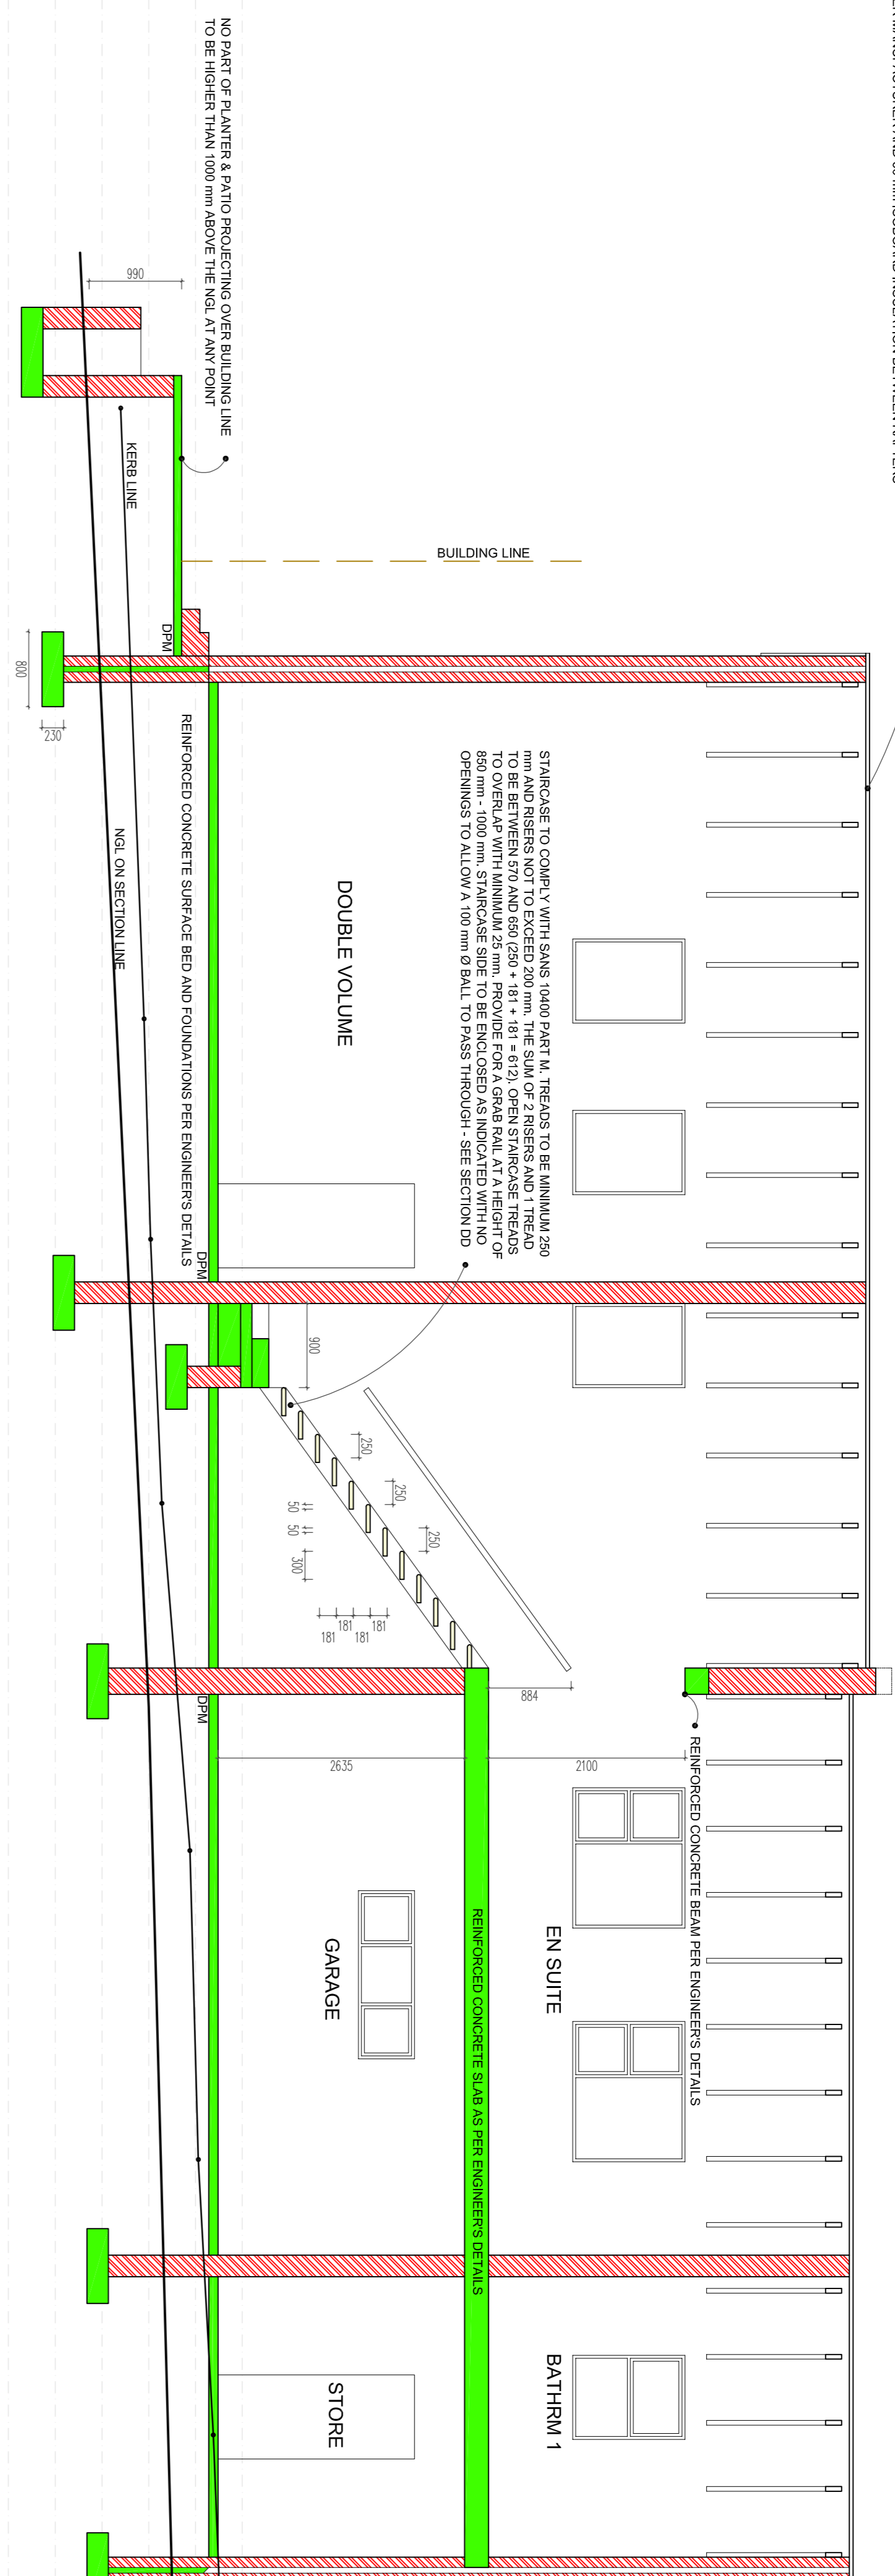 NO PART OF PLANTER & PATIO PROJECTING OVER BUILDING LINE
TO BE HIGHER THAN 1000 mm ABOVE THE NGL AT ANY POINT
990
KERB LINE
BUILDING LINE
DPM
800
230
STAIRCASE TO COMPLY WITH SANS 10400 PART M. TREADS TO BE MINIMUM 250
mm AND RISERS NOT TO EXCEED 200 mm. THE SUM OF 2 RISERS AND 1 TREAD
TO BE BETWEEN 570 AND 650 (250 + 181 + 181 = 612). OPEN STAIRCASE TREADS
TO OVERLAP WITH MINIMUM 25 mm. PROVIDE FOR A GRAB RAIL AT A HEIGHT OF
850 mm - 1000 mm. STAIRCASE SIDE TO BE ENCLOSED AS INDICATED WITH NO
OPENINGS TO ALLOW A 100 mm Ø BALL TO PASS THROUGH - SEE SECTION DD
DOUBLE VOLUME
REINFORCED CONCRETE SURFACE BED AND FOUNDATIONS PER ENGINEER'S DETAILS
NGL ON SECTION LINE
DPM
900
250
250
250
50
50
300
181
181
181
181
884
DPM
2635
2100
REINFORCED CONCRETE BEAM PER ENGINEER'S DETAILS
EN SUITE
REINFORCED CONCRETE SLAB AS PER ENGINEER'S DETAILS
GARAGE
BATHRM 1
STORE